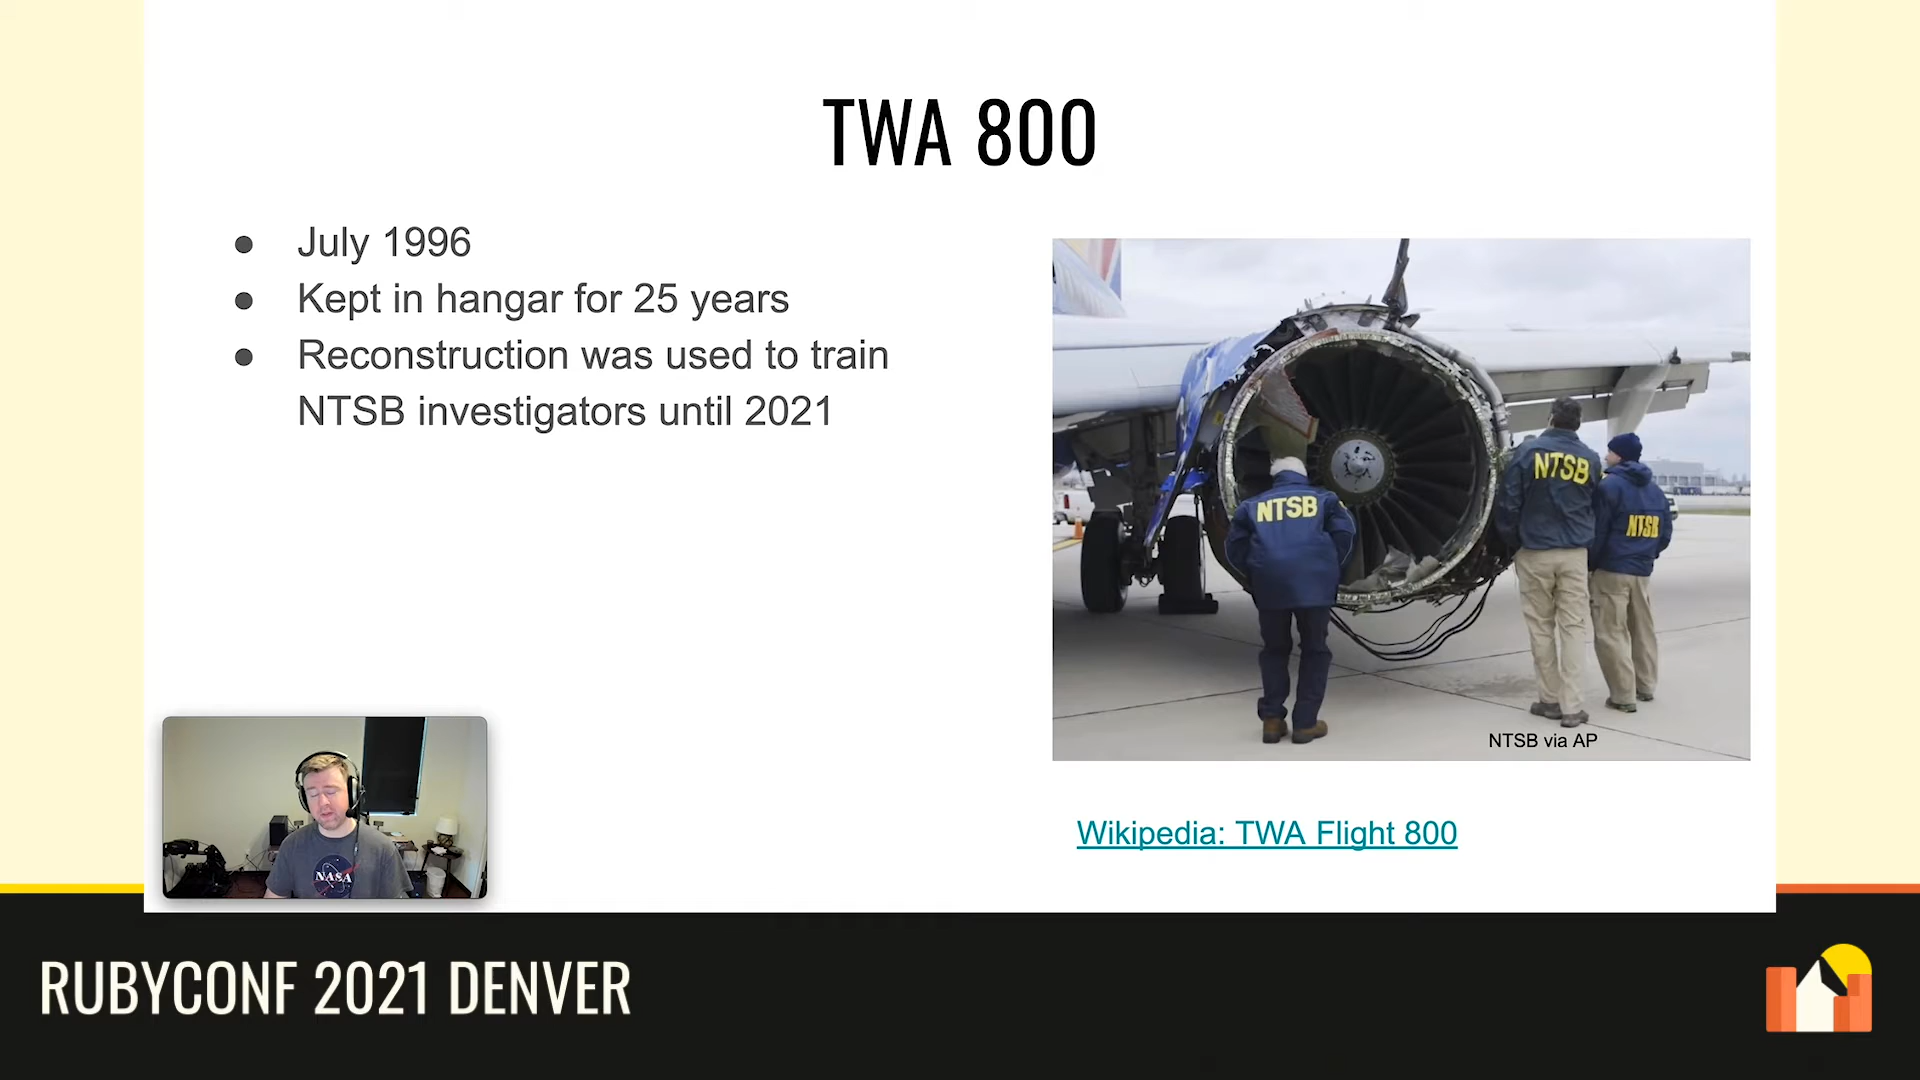 TWA 800
● July 1996
● Kept in hangar for 25 years
● Reconstruction was used to train
NTSB investigators until 2021
NTSB
NTSB
NTSB
NTSB via AP
Wikipedia: TWA Flight 800
NASA
RUBYCONF 2021 DENVER